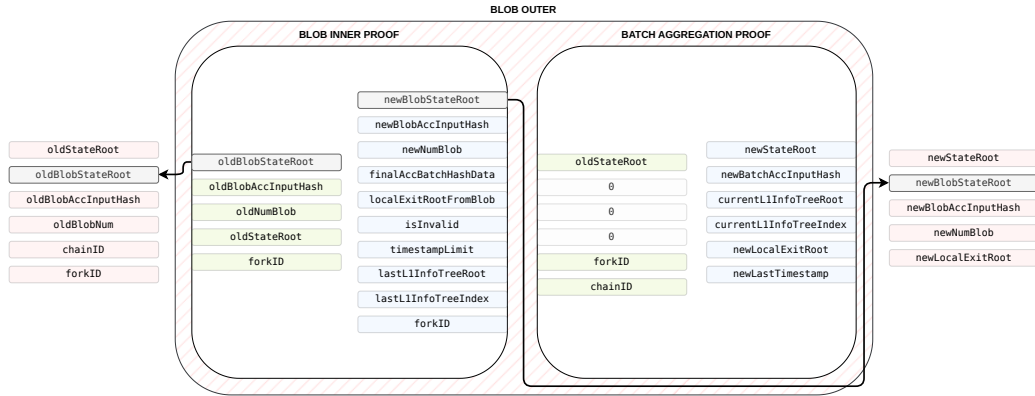 BLOB OUTER
BLOB INNER PROOF
BATCH AGGREGATION PROOF
oldStateRoot
oldBlobStateRoot
oldBlobAccInputHash
oldBlobNum
chainID
forkID
oldBlobStateRoot
oldBlobAccInputHash
oldNumBlob
oldStateRoot
forkID
newBlobStateRoot
newBlobAccInputHash
newNumBlob
finalAccBatchHashData
localExitRootFromBlob
isInvalid
timestampLimit
lastL1InfoTreeRoot
lastL1InfoTreeIndex
forkID
oldStateRoot
0
0
0
forkID
chainID
newStateRoot
newBatchAccInputHash
currentL1InfoTreeRoot
currentL1InfoTreeIndex
newLocalExitRoot
newLastTimestamp
newStateRoot
newBlobStateRoot
newBlobAccInputHash
newNumBlob
newLocalExitRoot